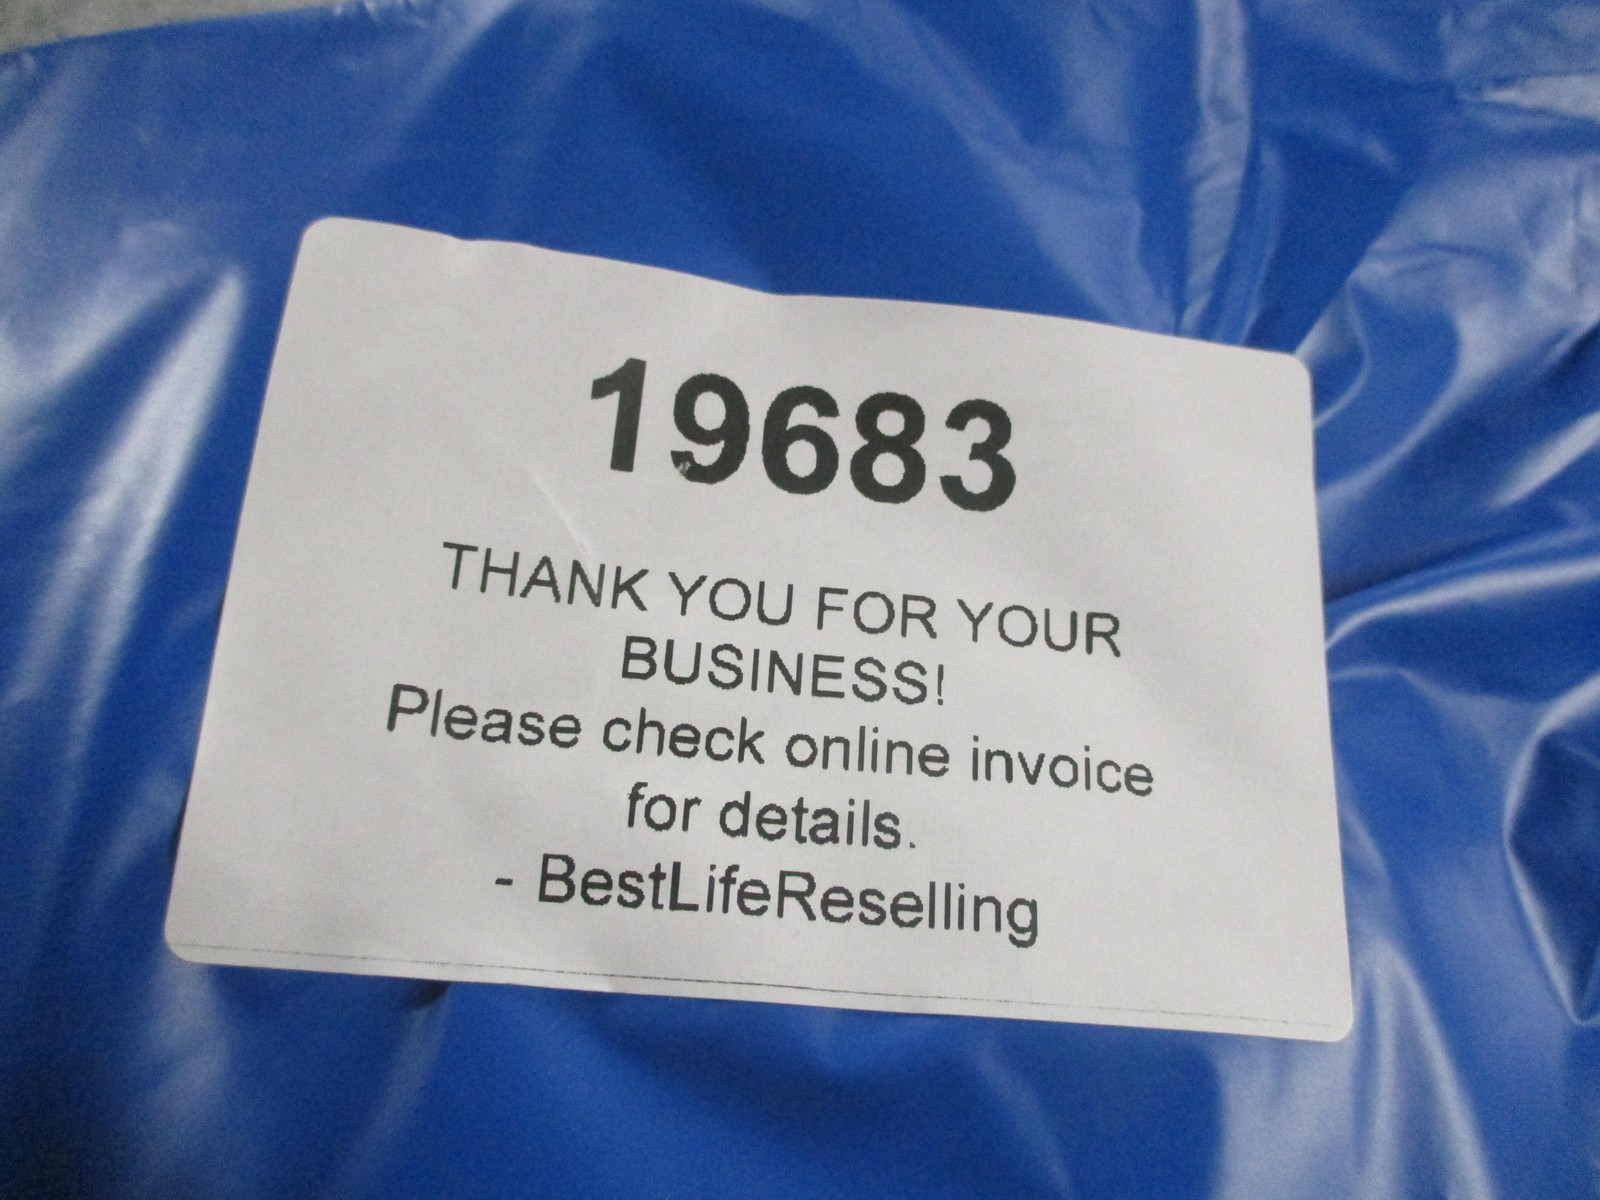 19683
THANK YOU FOR YOUR
BUSINESS!
Please check online invoice
for details.
- BestLifeReselling